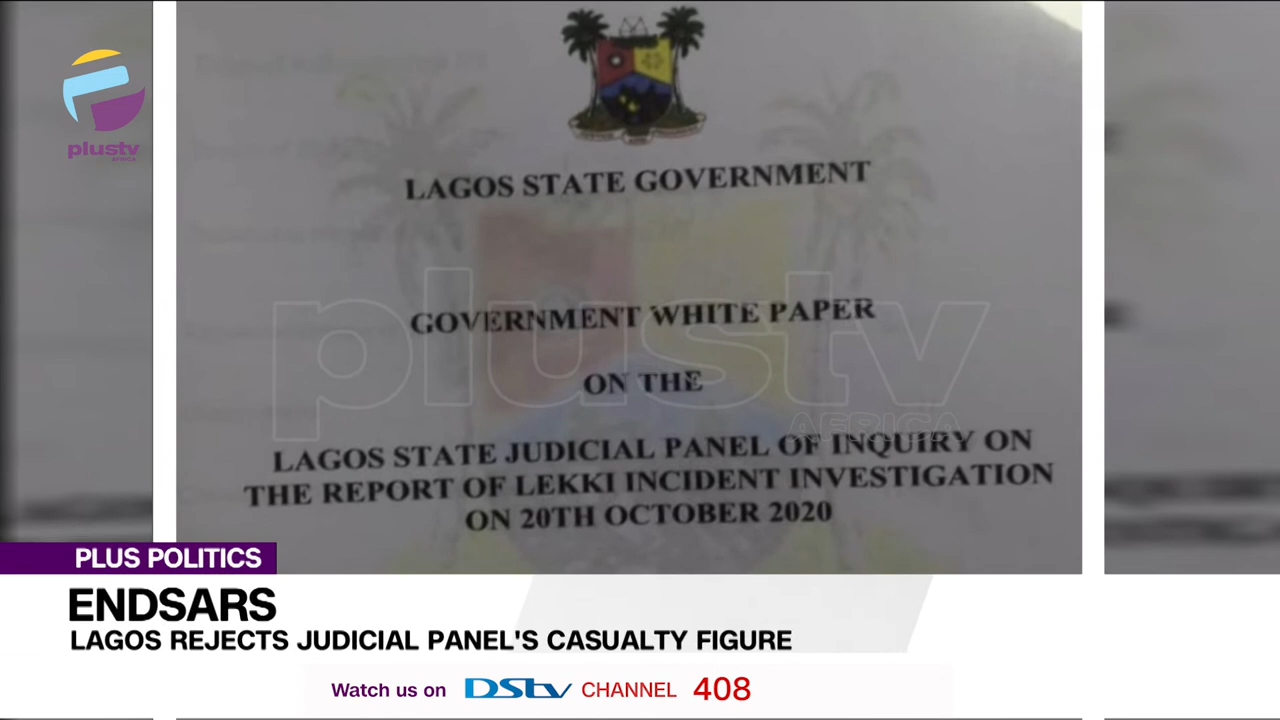 plustv
AFRICA
LAGOS STATE GOVERNMENT
GOVERNMENT WHITE PAPER
ON THE
LAGOS STATE JUDICIAL PANEL OF INQUIRY ON
THE REPORT OF LEKKI INCIDENT INVESTIGATION
ON 20TH OCTOBER 2020
plustv
AFRICA
PLUS POLITICS
ENDSARS
LAGOS REJECTS JUDICIAL PANEL'S CASUALTY FIGURE
Watch us on DStv CHANNEL 408